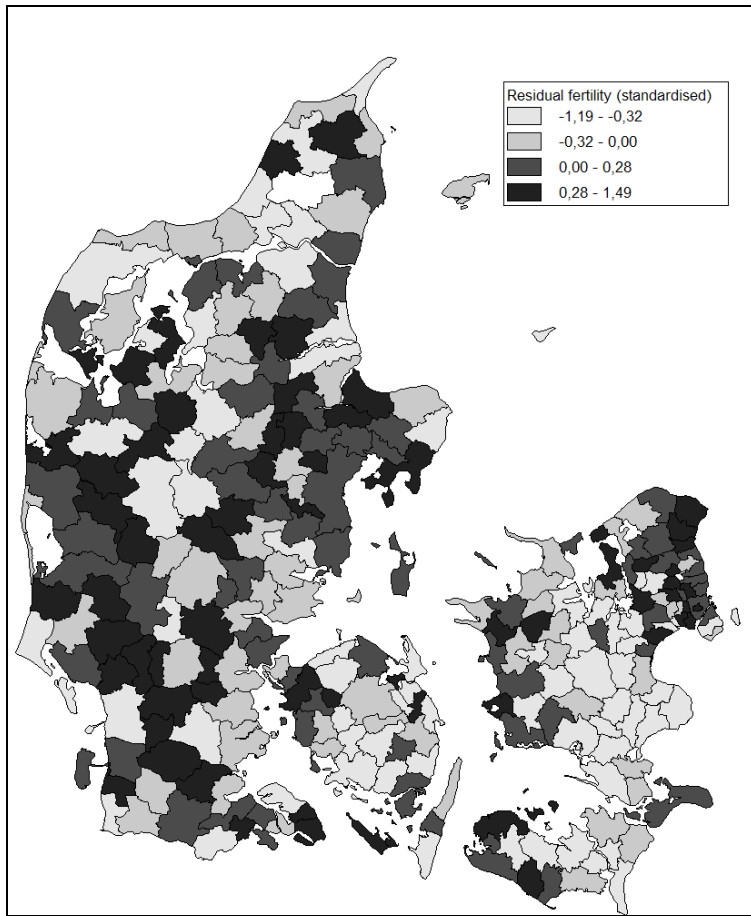 Residual fertility (standardised)
-1,19 - -0,32
-0,32 - 0,00
0,00 - 0,28
0,28 - 1,49